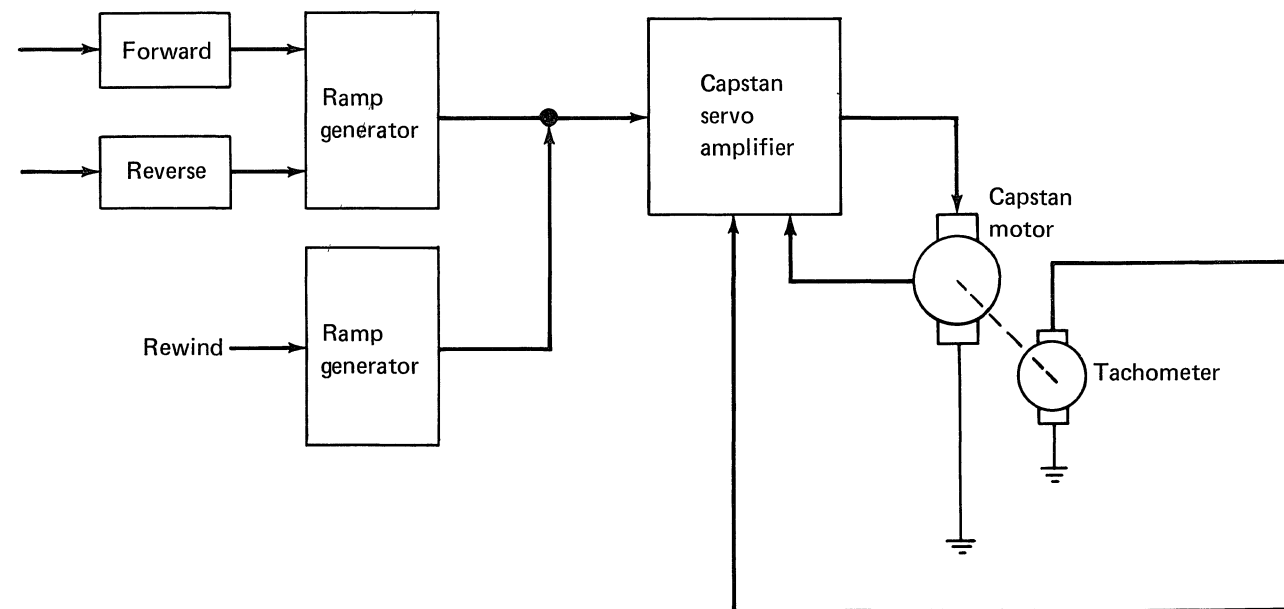 Forward
Reverse
Ramp
generator
Capstan
servo
amplifier
Capstan
motor
Rewind
Ramp
generator
Tachometer